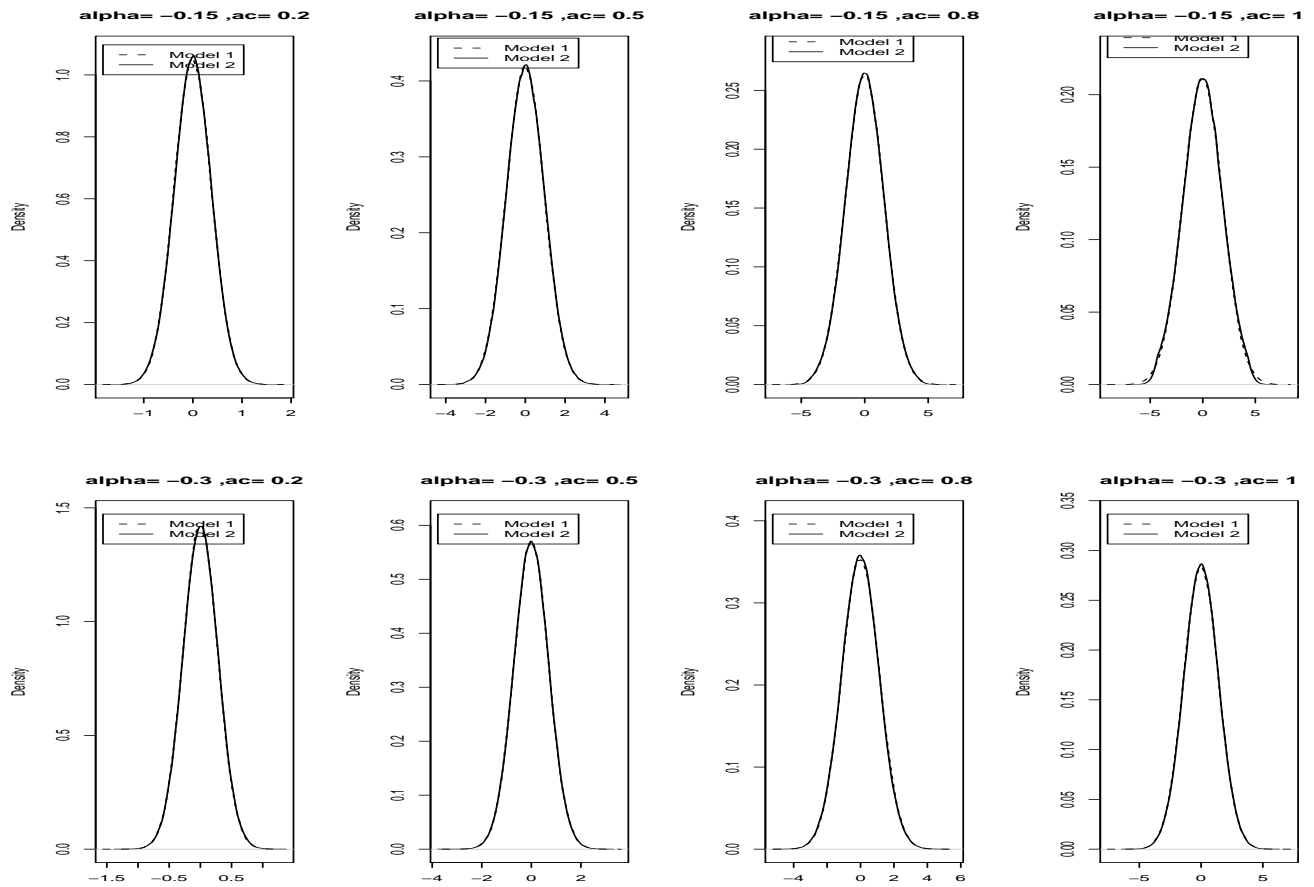 alpha= −0.15 ,ac= 0.2
Model 1
Model 2
Density
0.0
0.2
0.4
0.6
0.8
1.0
−1
0
1
2
alpha= −0.15 ,ac= 0.5
Model 1
Model 2
Density
0.0
0.1
0.2
0.3
0.4
−4
−2
0
2
4
alpha= −0.15 ,ac= 0.8
Model 1
Model 2
Density
0.00
0.05
0.10
0.15
0.20
0.25
−5
0
5
alpha= −0.15 ,ac= 1
Model 1
Model 2
Density
0.00
0.05
0.10
0.15
0.20
−5
0
5
alpha= −0.3 ,ac= 0.2
Model 1
Model 2
Density
0.0
0.5
1.0
1.5
−1.5
−0.5
0.5
alpha= −0.3 ,ac= 0.5
Model 1
Model 2
Density
0.0
0.1
0.2
0.3
0.4
0.5
0.6
−4
−2
0
2
alpha= −0.3 ,ac= 0.8
Model 1
Model 2
Density
0.0
0.1
0.2
0.3
0.4
−4
0
2
4
6
alpha= −0.3 ,ac= 1
Model 1
Model 2
Density
0.00
0.05
0.10
0.15
0.20
0.25
0.30
0.35
−5
0
5